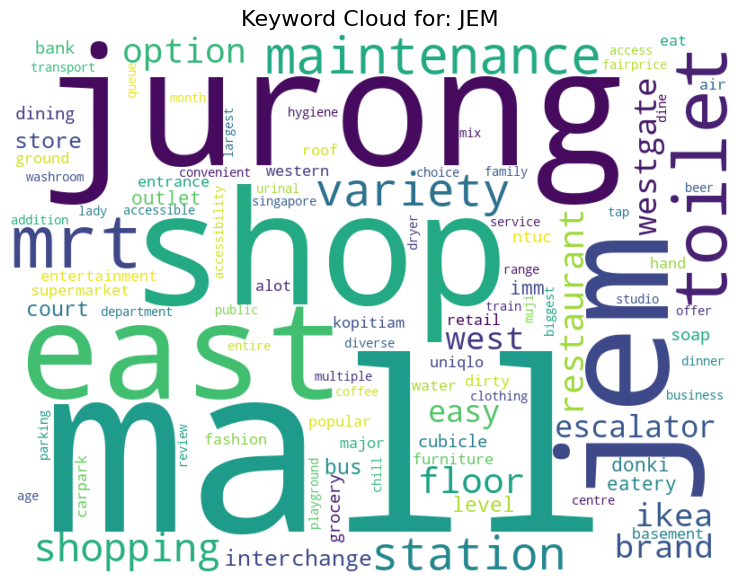 Keyword Cloud for: JEM
bank
option
maintenance
access
eat
transport
queue
fairprice
air
jurong
toilet
dining
month
largest
hygiene
mix
dine
westgate
store
ground
roof
washroom
convenient
western
choice
family
entrance
urinal
variety
beer
outlet
singapore
lady
accessible
addition
mrt
shop
accessibility
dryer
service
restaurant
tap
ntuc
hand
entertainment
alot
range
imm
jem
supermarket
train
muji
biggest
studio
offer
court
department
public
kopitiam
retail
east
entire
diverse
west
soap
uniqlo
dinner
multiple
water
dirty
mall
coffee
clothing
business
popular
easy
escalator
parking
review
fashion
major
cubicle
carpark
bus
chill
furniture
floor
donki
eatery
age
playground
grocery
level
centre
ikea
basement
brand
shopping
interchange
station